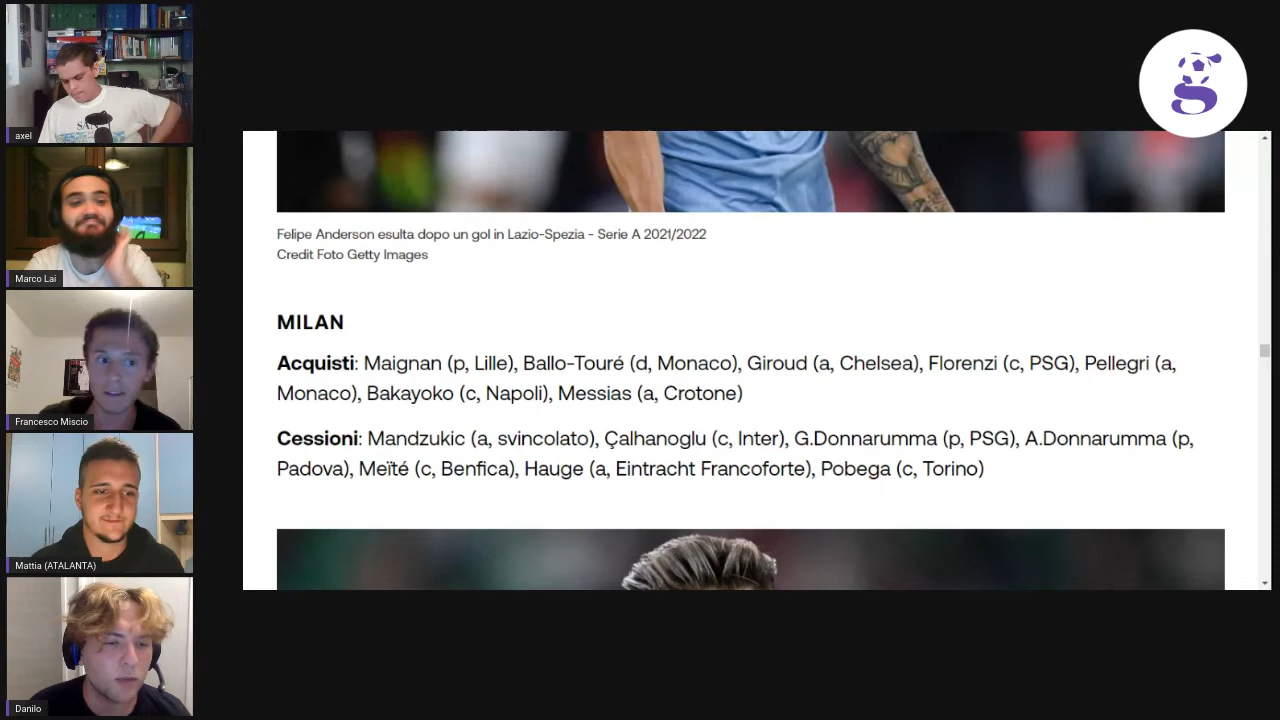 axel
Marco Lai
Francesco Miscio
Mattia (ATALANTA)
Danilo
Felipe Anderson esulta dopo un gol in Lazio-Spezia - Serie A 2021/2022
Credit Foto Getty Images
MILAN
Acquisti: Maignan (p, Lille), Ballo-Touré (d, Monaco), Giroud (a, Chelsea), Florenzi (c, PSG), Pellegri (a,
Monaco), Bakayoko (c, Napoli), Messias (a, Crotone)
Cessioni: Mandzukic (a, svincolato), Çalhanoglu (c, Inter), G.Donnarumma (p, PSG), A.Donnarumma (p,
Padova), Meïté (c, Benfica), Hauge (a, Eintracht Francoforte), Pobega (c, Torino)